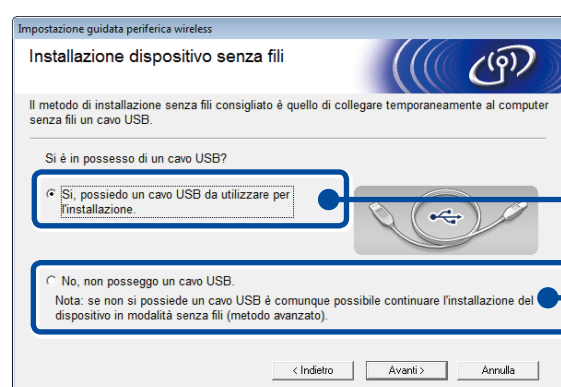 Impostazione guidata periferica wireless
Installazione dispositivo senza fili
Il metodo di installazione senza fili consigliato è quello di collegare temporaneamente al computer
senza fili un cavo USB.
Si è in possesso di un cavo USB?
Si, possiedo un cavo USB da utilizzare per
l'installazione.
No, non posseggo un cavo USB.
Nota: se non si possiede un cavo USB è comunque possibile continuare l'installazione del
dispositivo in modalità senza fili (metodo avanzato).
< Indietro Avanti > Annulla